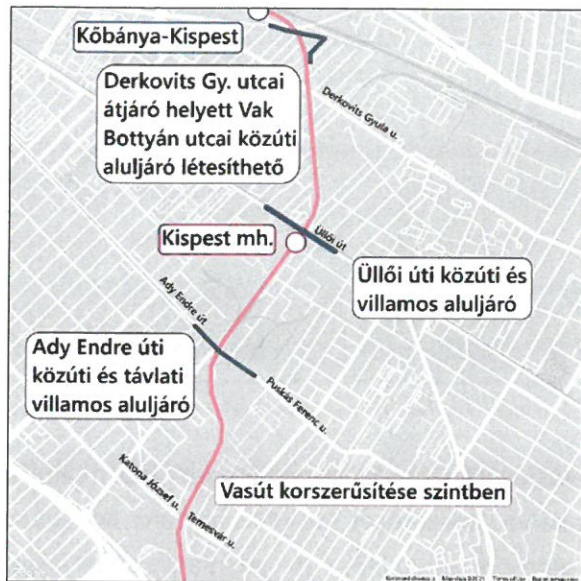 Kőbánya-Kispest
Derkovits Gy. utcai
átjáró helyett Vak
Bottyán utcai közúti
aluljáró létesíthető
Derkovits Gyula u.
Üllői út
Kispest mh.
Üllői úti közúti és
villamos aluljáró
Ady Endre út
Ady Endre úti
közúti és távlati
villamos aluljáró
Puskás Ferenc u.
Katona József u.
Temesvár u.
Vasút korszerűsítése szintben